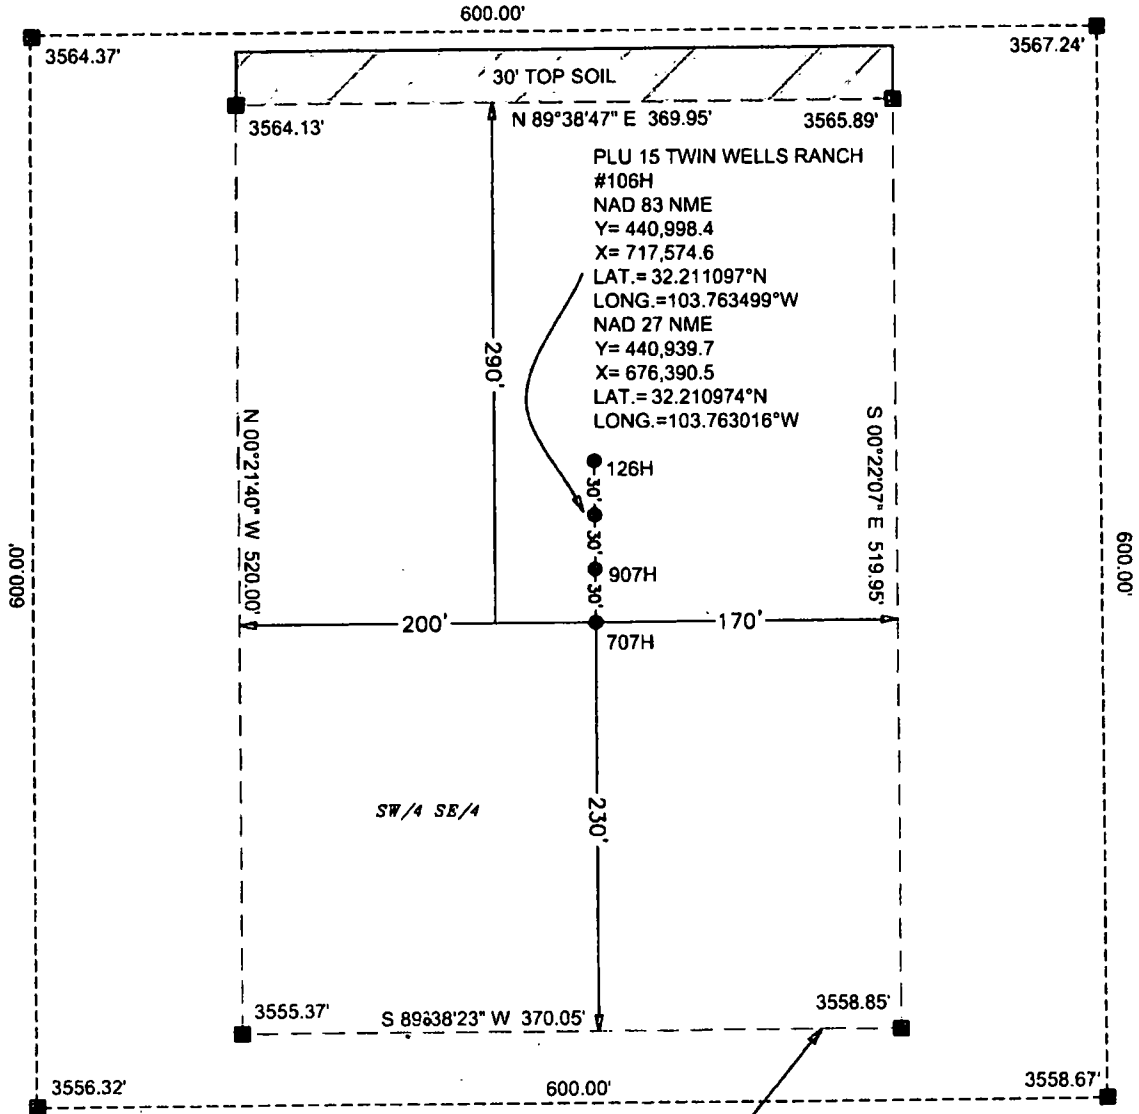 600.00'
3564.37'
3567.24'
30' TOP SOIL
3564.13'
N 89°38'47" E 369.95'
3565.89'
PLU 15 TWIN WELLS RANCH
#106H
NAD 83 NME
Y= 440,998.4
X= 717,574.6
LAT.= 32.211097°N
LONG.=103.763499°W
NAD 27 NME
Y= 440,939.7
X= 676,390.5
LAT.= 32.210974°N
LONG.=103.763016°W
290'
N 00°21'40" W 520.00'
S 00°22'07" E 519.95'
126H
30'
30'
907H
30'
600.00'
600.00'
200'
170'
707H
SW/4 SE/4
230'
3555.37'
S 89°38'23" W 370.05'
3558.85'
3556.32'
600.00'
3558.67'